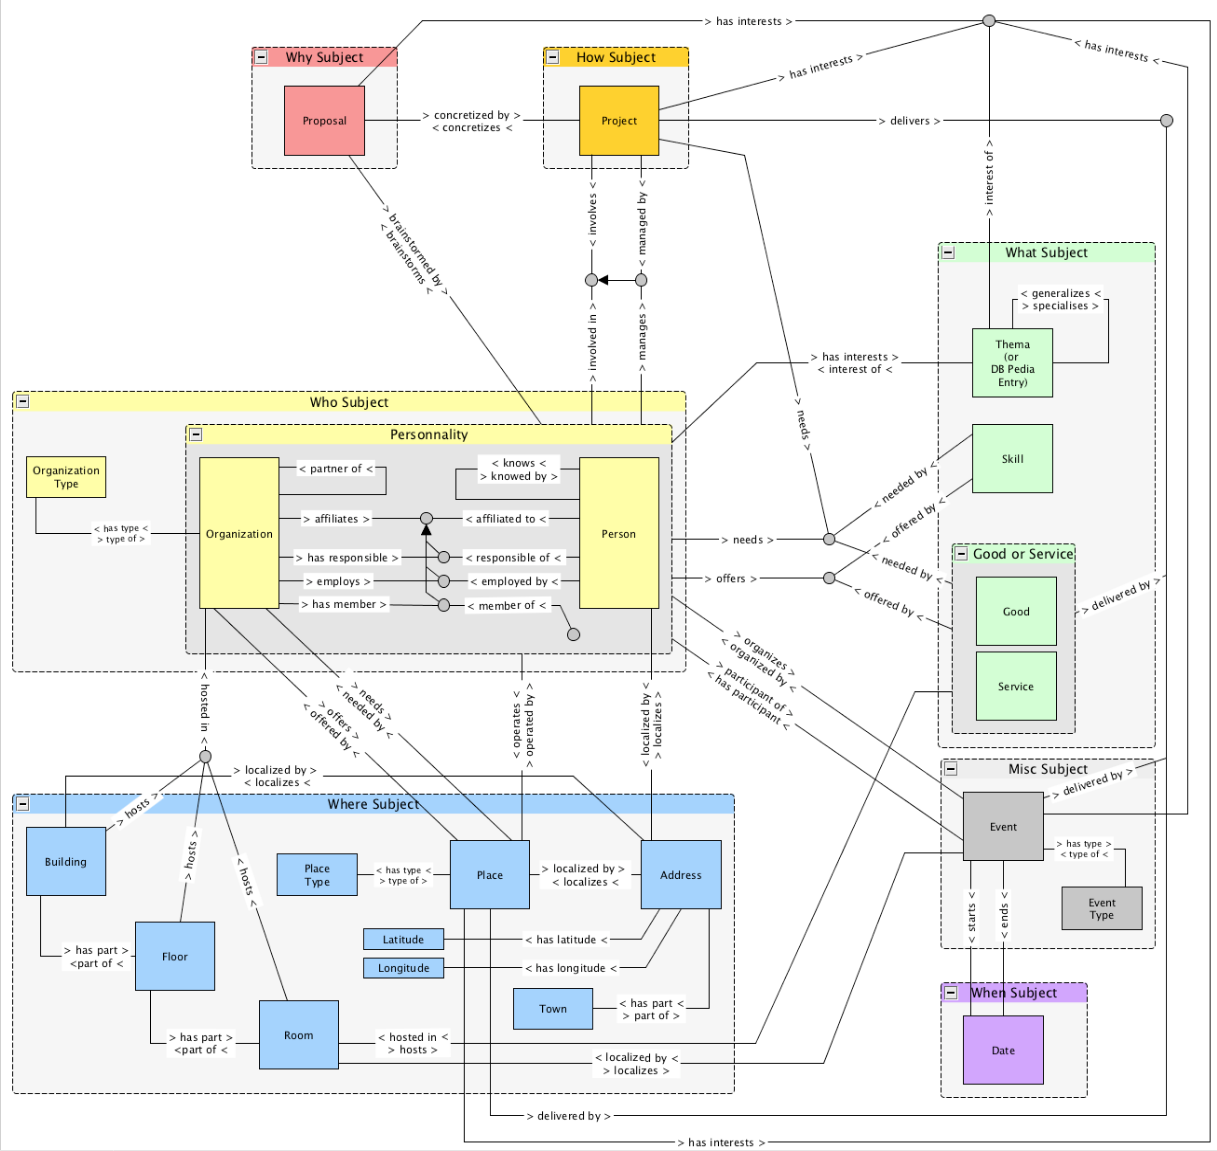 > has interests >
< has interests <
Why Subject
How Subject
> has interests >
Proposal
> concretized by >
< concretizes <
Project
> delivers >
> interest of >
< involves <
< managed by <
> brainstormed by >
< brainstorms <
What Subject
< generalizes <
> specialises >
> involved in >
> manages >
Thema
(or
DB Pedia
Entry)
> has interests >
< interest of <
Who Subject
> needs >
Personnality
Organization
Type
< partner of <
< knows <
> knowed by >
Skill
< needed by <
< offered by <
< has type <
> type of >
Organization
> affiliates >
< affiliated to <
Person
> needs >
> has responsible >
< responsible of <
> offers >
< needed by <
Good or Service
> employs >
< employed by <
< offered by <
> delivered by >
> has member >
< member of <
Good
> organizes >
< organized by <
> participant of >
< has participant <
Service
< hosted in <
> needs >
< needed by <
> offers >
< offered by <
< operates <
> operated by >
< localized by <
> localizes >
> localized by >
< localizes <
Misc Subject
> delivered by >
Where Subject
> hosts >
> hosts >
< hosts <
Building
Place
Type
< has type <
> type of >
Place
> localized by >
< localizes <
Address
Event
> has type >
< type of <
Event
Type
< starts <
< ends <
Latitude
< has latitude <
> has part >
<part of <
Floor
Longitude
< has longitude <
When Subject
Town
< has part <
> part of >
> has part >
<part of <
Room
< hosted in <
> hosts >
< localized by <
> localizes >
Date
> delivered by >
> has interests >